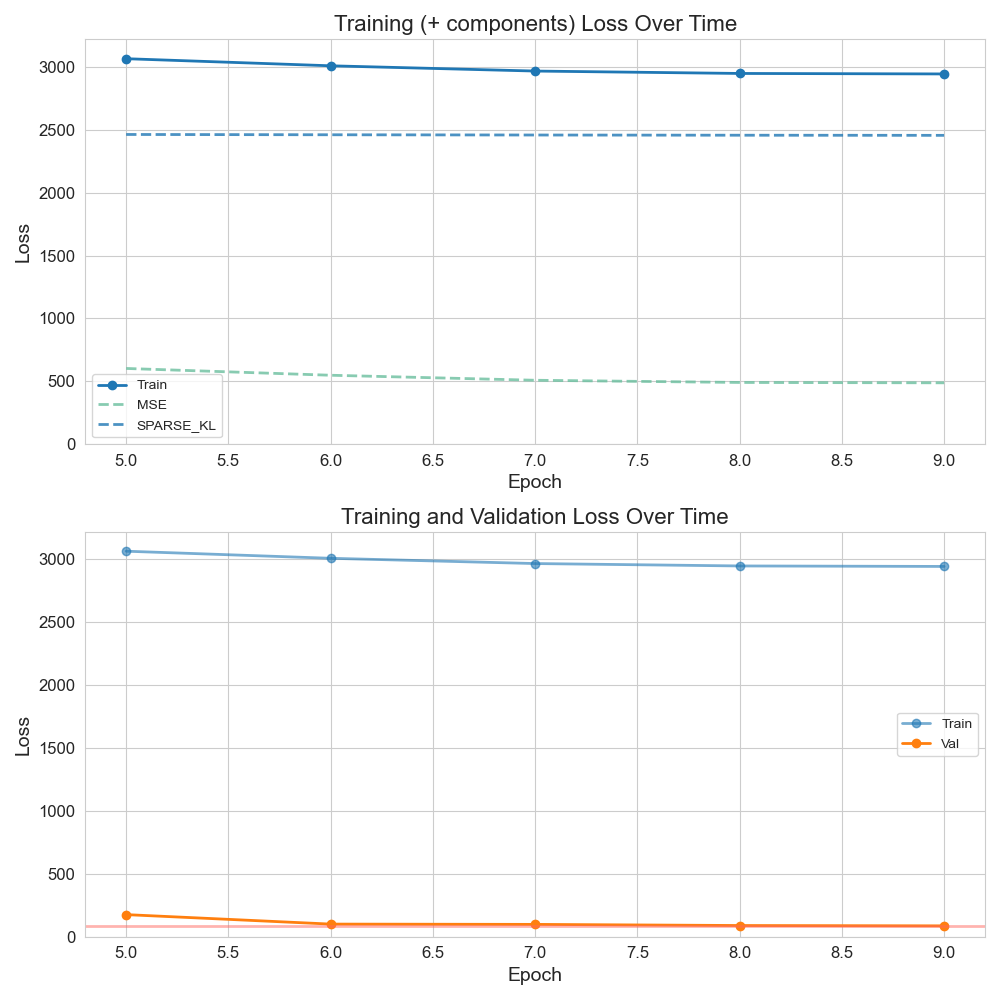 Training (+ components) Loss Over Time
3000
2500
2000
1500
1000
500
0
Loss
Train
MSE
SPARSE_KL
5.0 5.5 6.0 6.5 7.0 7.5 8.0 8.5 9.0
Epoch
Training and Validation Loss Over Time
3000
2500
2000
1500
1000
500
0
Loss
Train
Val
5.0 5.5 6.0 6.5 7.0 7.5 8.0 8.5 9.0
Epoch